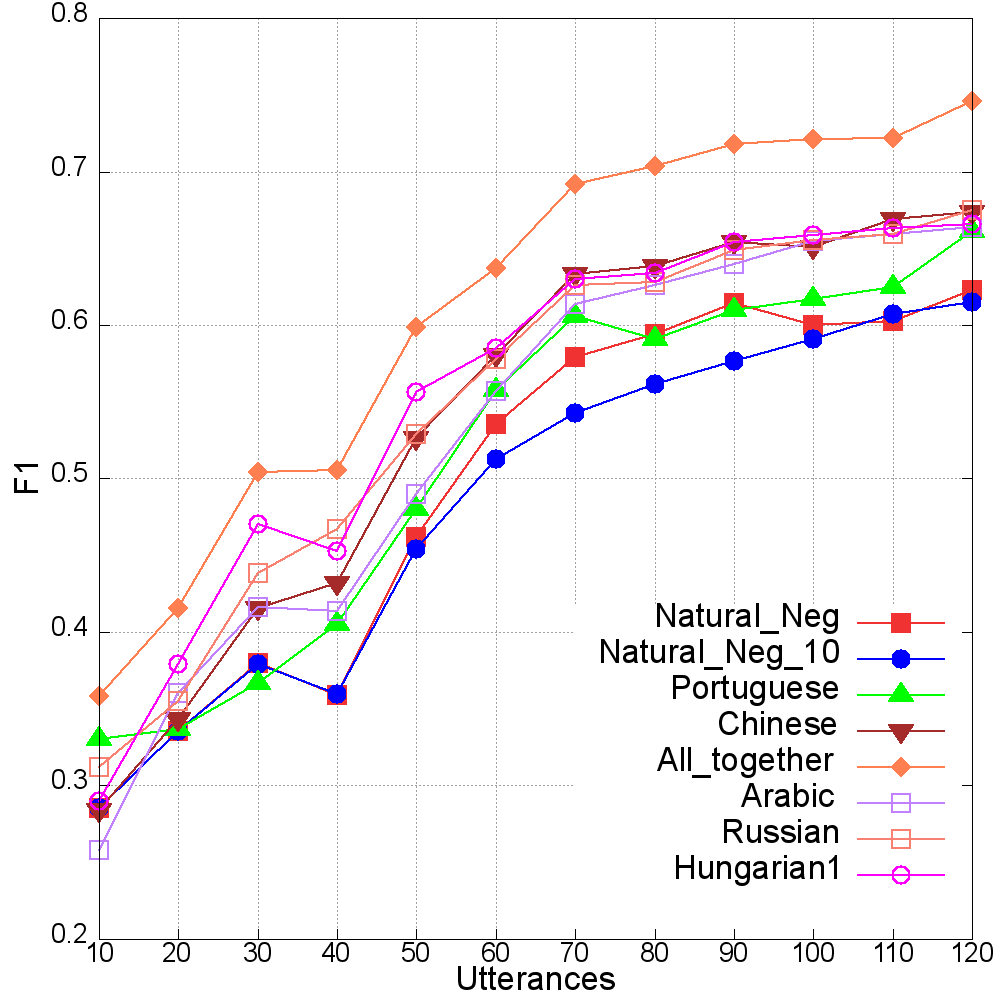 0.8
0.7
0.6
0.5
0.4
0.3
0.2
F1
Natural_Neg
Natural_Neg_10
Portuguese
Chinese
All_together
Arabic
Russian
Hungarian1
10 20 30 40 50 60 70 80 90 100 110 120
Utterances